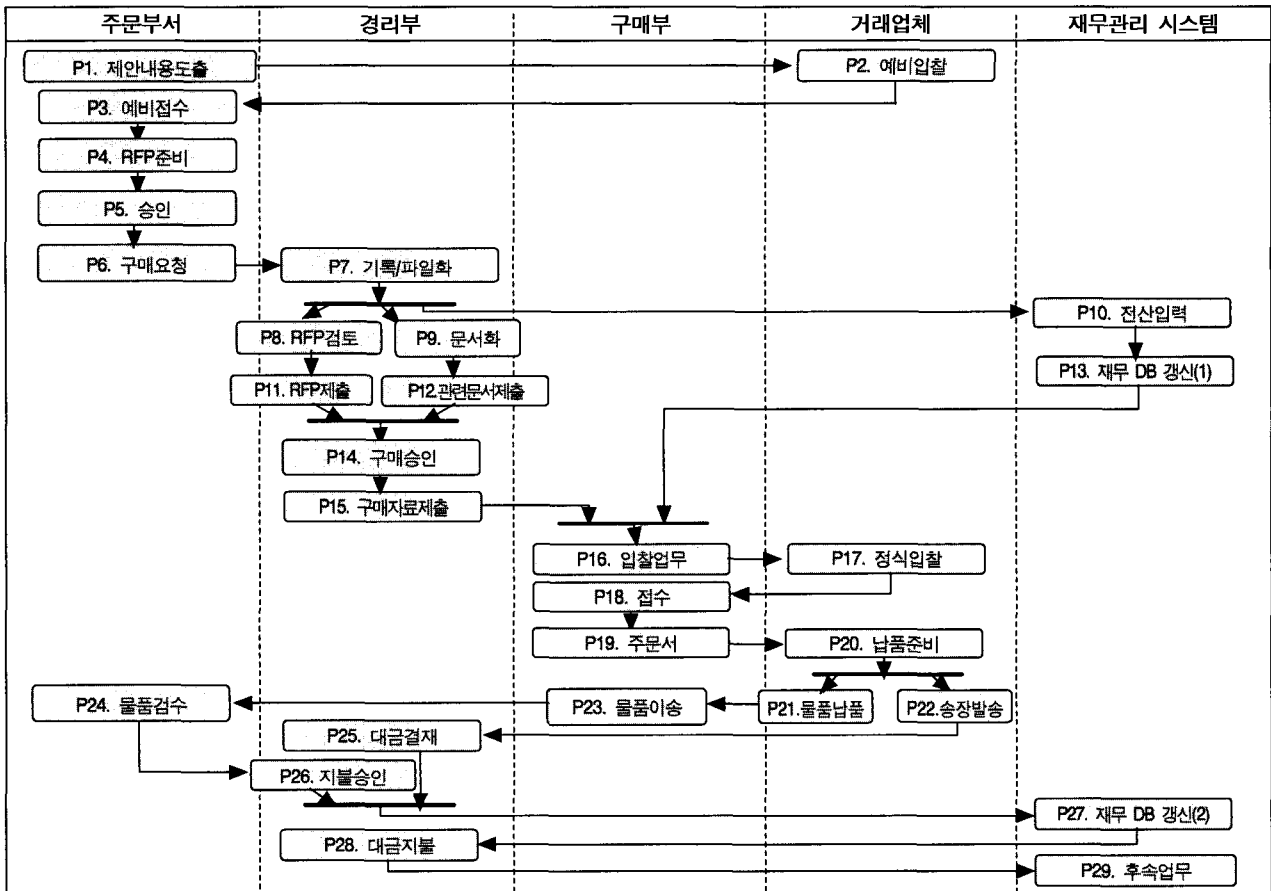 주문부서
경리부
구매부
거래업체
재무관리 시스템
P1. 제안내용도출
P2. 예비입찰
P3. 예비접수
P4. RFP준비
P5. 승인
P6. 구매요청
P7. 기록/파일화
P8. RFP검토
P9. 문서화
P10. 전산입력
P11. RFP제출
P12.관련문서제출
P13. 재무 DB 갱신(1)
P14. 구매승인
P15. 구매자료제출
P16. 입찰업무
P17. 정식입찰
P18. 접수
P19. 주문서
P20. 납품준비
P24. 물품검수
P23. 물품이송
P21.물품납품
P22.송장발송
P25. 대금결재
P26. 지불승인
P27. 재무 DB 갱신(2)
P28. 대금지불
P29. 후속업무